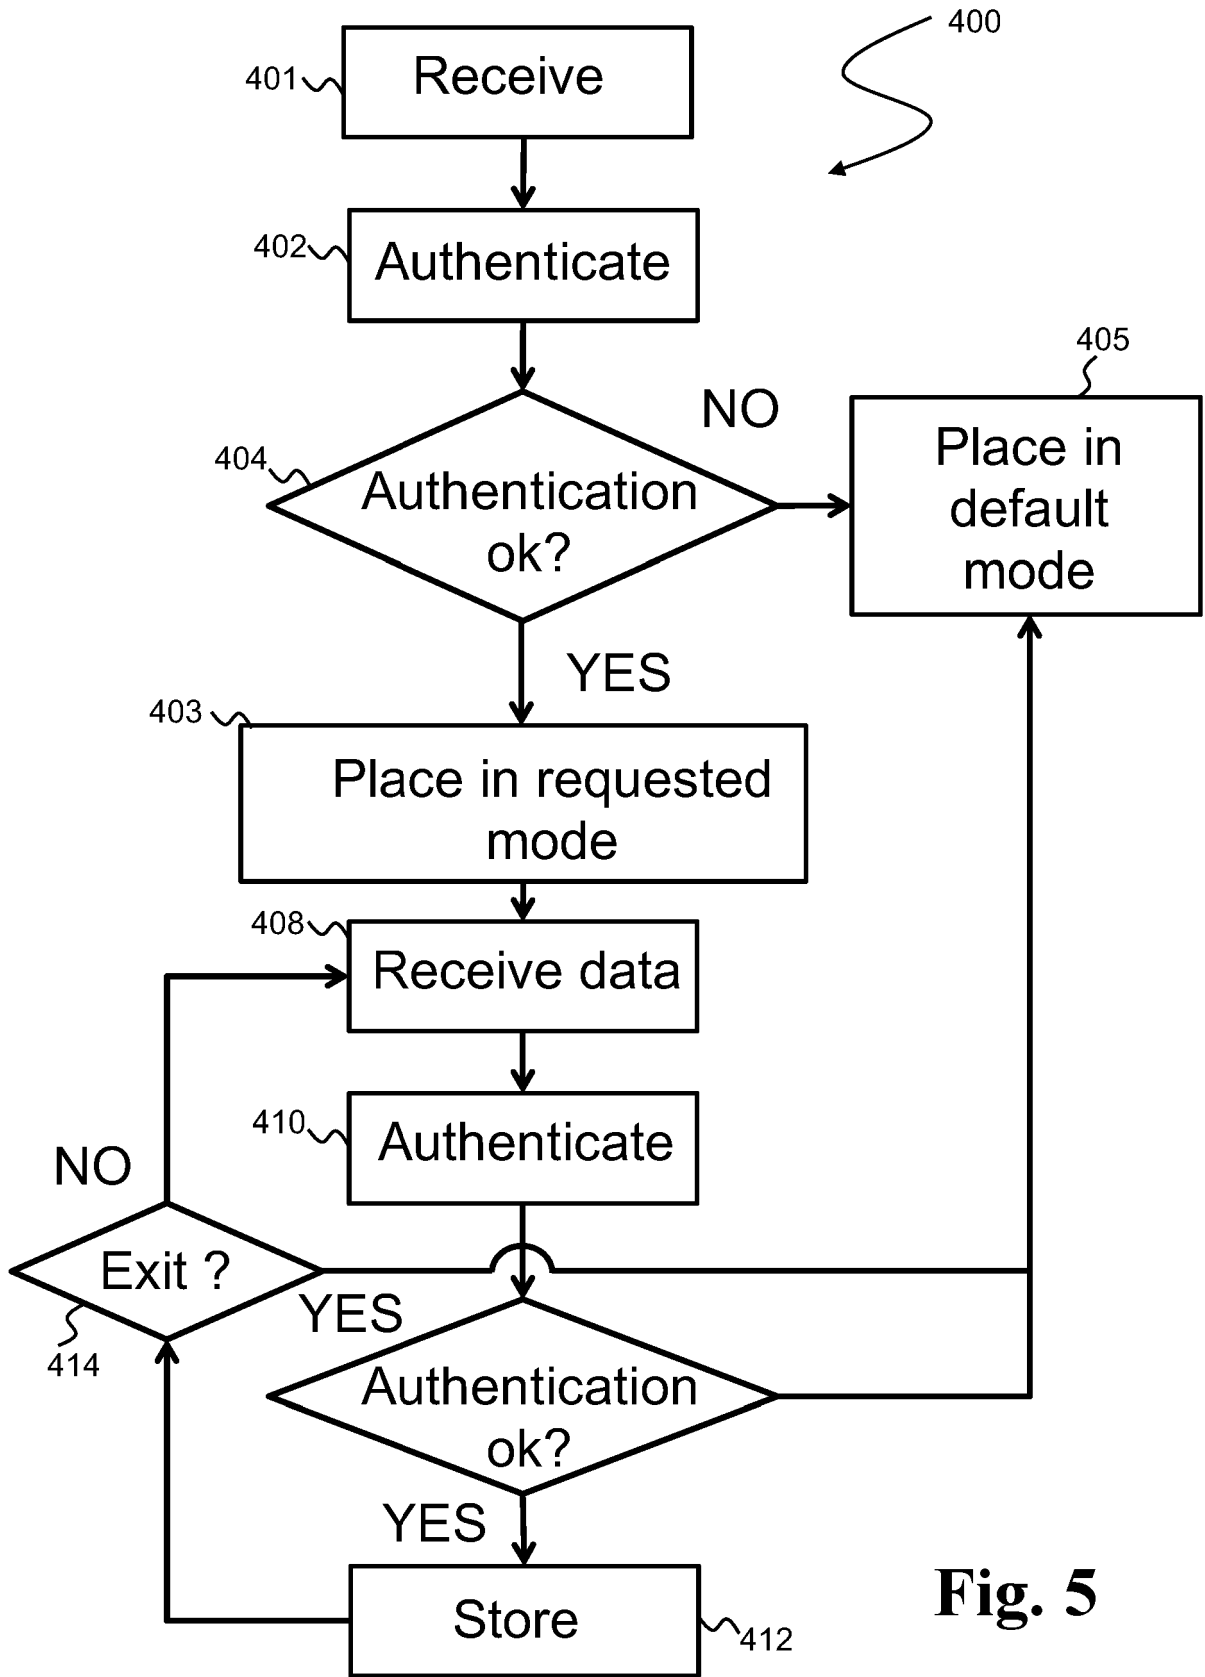 400
401
Receive
402
Authenticate
405
NO
Place in
default
mode
404
Authentication
ok?
YES
403
Place in requested
mode
408
Receive data
410
Authenticate
NO
Exit ?
YES
414
Authentication
ok?
YES
Store
412
Fig. 5